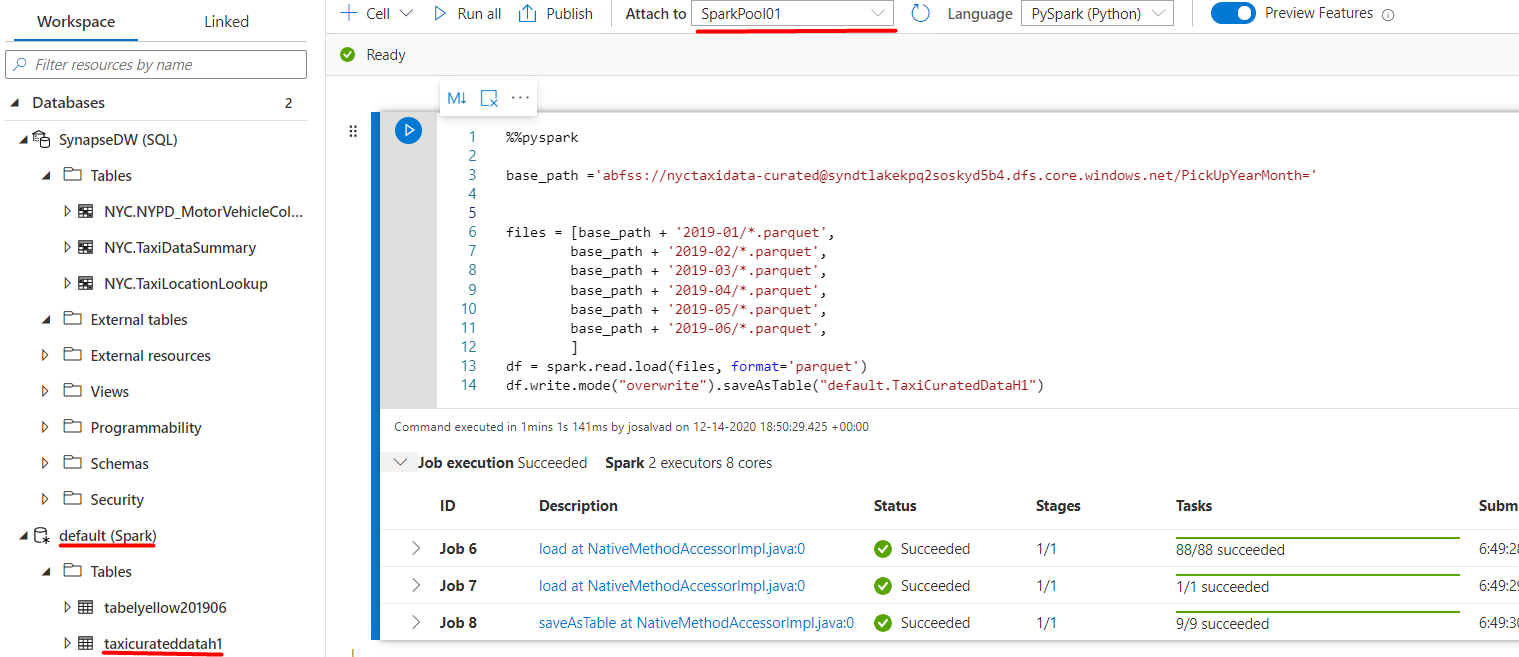 Workspace
Linked
Filter resources by name
Databases 2
SynapseDW (SQL)
Tables
NYC.NYPD_MotorVehicleCol...
NYC.TaxiDataSummary
NYC.TaxiLocationLookup
External tables
External resources
Views
Programmability
Schemas
Security
default (Spark)
Tables
tabelyellow201906
taxicurateddatah1
Cell Run all Publish Attach to SparkPool01 Language PySpark (Python) Preview Features
Ready
M↓ ...
1 %%pyspark
2
3 base_path ='abfss://nyctaxidata-curated@syndtlakekpq2soskyd5b4.dfs.core.windows.net/PickUpYearMonth='
4
5
6 files = [base_path + '2019-01/*.parquet',
7 base_path + '2019-02/*.parquet',
8 base_path + '2019-03/*.parquet',
9 base_path + '2019-04/*.parquet',
10 base_path + '2019-05/*.parquet',
11 base_path + '2019-06/*.parquet',
12 ]
13 df = spark.read.load(files, format='parquet')
14 df.write.mode("overwrite").saveAsTable("default.TaxiCuratedDataH1")
Command executed in 1mins 1s 141ms by josalvad on 12-14-2020 18:50:29.425 +00:00
Job execution Succeeded Spark 2 executors 8 cores
ID Description Status Stages Tasks Subm
Job 6 load at NativeMethodAccessorImpl.java:0 Succeeded 1/1 88/88 succeeded 6:49:28
Job 7 load at NativeMethodAccessorImpl.java:0 Succeeded 1/1 1/1 succeeded 6:49:29
Job 8 saveAsTable at NativeMethodAccessorImpl.java:0 Succeeded 1/1 9/9 succeeded 6:49:30